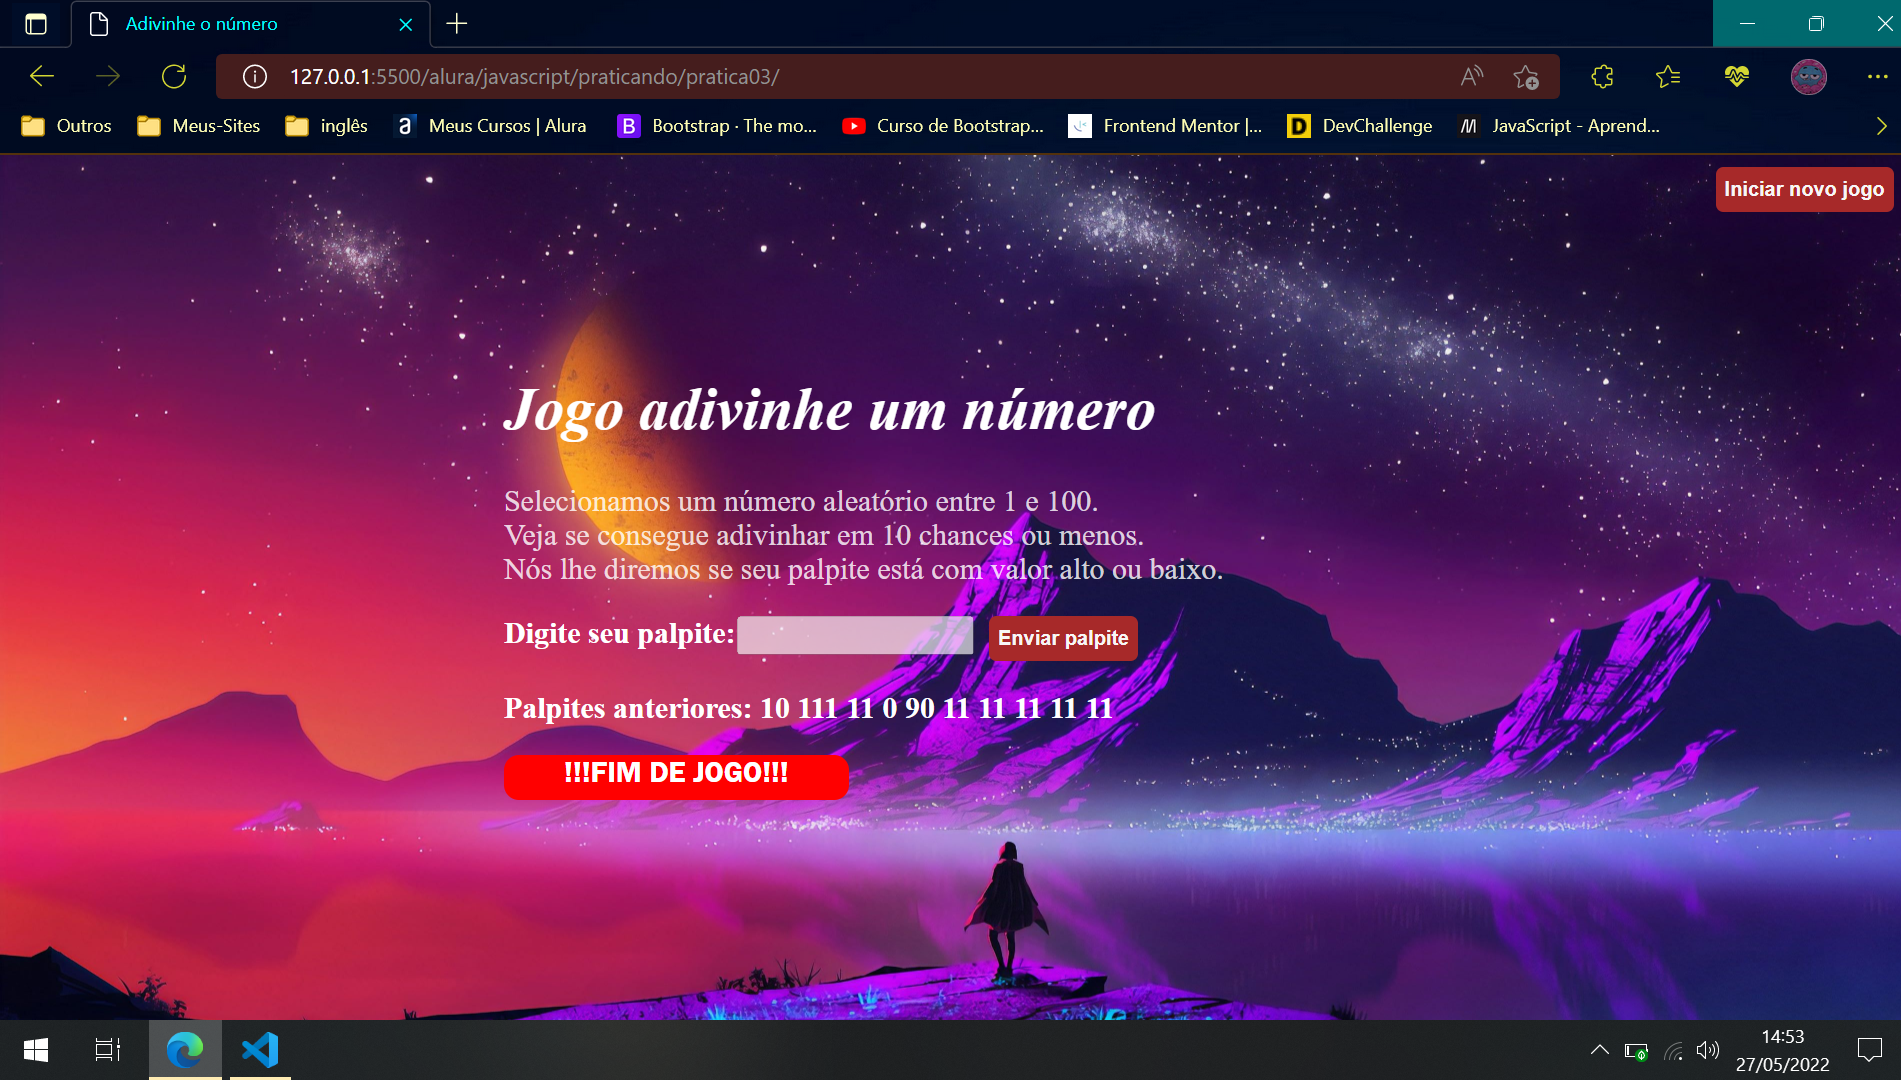 Adivinhe o número
127.0.0.1:5500/alura/javascript/praticando/pratica03/
Outros Meus-Sites inglês Meus Cursos | Alura Bootstrap · The mo... Curso de Bootstrap... Frontend Mentor |... DevChallenge JavaScript - Aprend...
Iniciar novo jogo
Jogo adivinhe um número
Selecionamos um número aleatório entre 1 e 100.
Veja se consegue adivinhar em 10 chances ou menos.
Nós lhe diremos se seu palpite está com valor alto ou baixo.
Digite seu palpite: Enviar palpite
Palpites anteriores: 10 111 11 0 90 11 11 11 11 11
!!!FIM DE JOGO!!!
14:53
27/05/2022